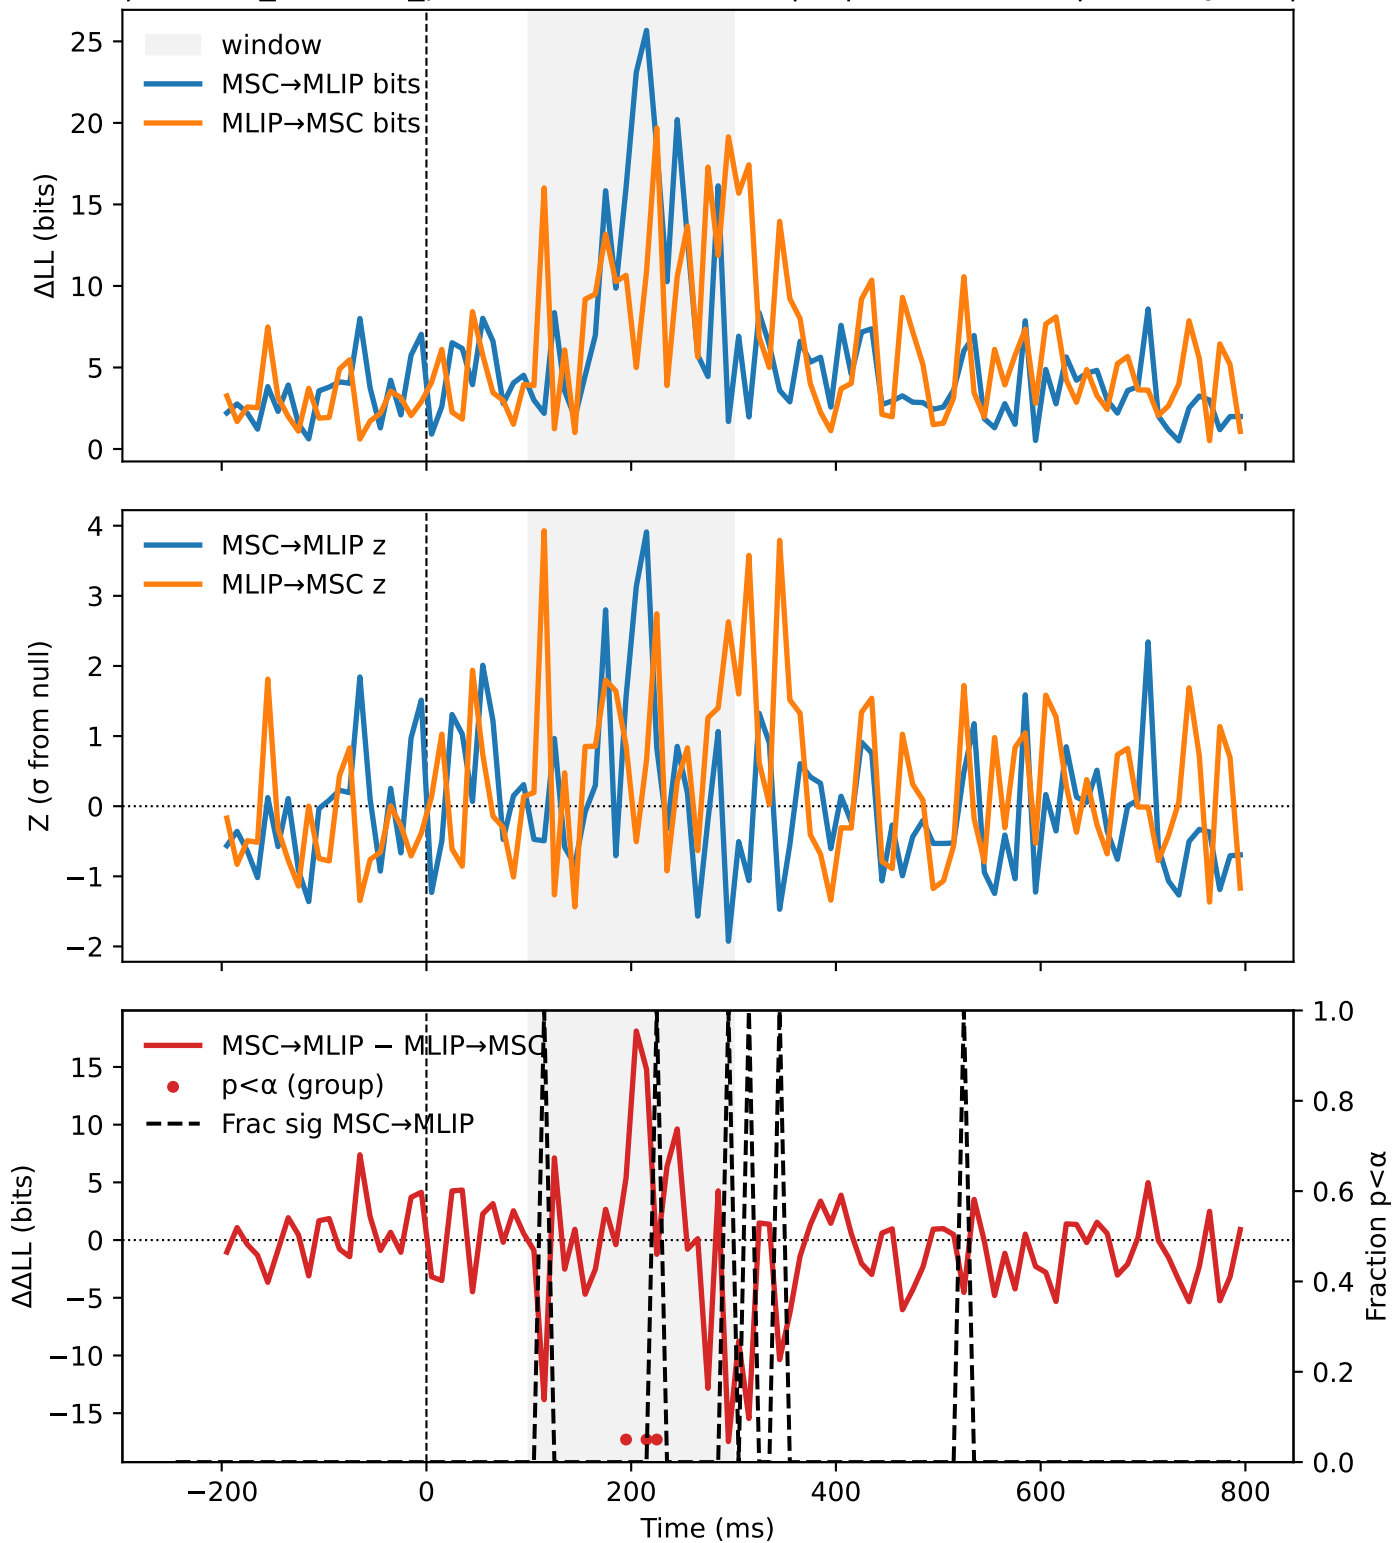 25
20
15
10
5
0
ΔLL (bits)
window
MSC→MLIP bits
MLIP→MSC bits
4
3
2
1
0
−1
−2
Z (σ from null)
MSC→MLIP z
MLIP→MSC z
15
10
5
0
−5
−10
−15
ΔΔLL (bits)
MSC→MLIP − MLIP→MSC
p<α (group)
Frac sig MSC→MLIP
1.0
0.8
0.6
0.4
0.2
0.0
Fraction p<α
−200 0 200 400 600 800
Time (ms)